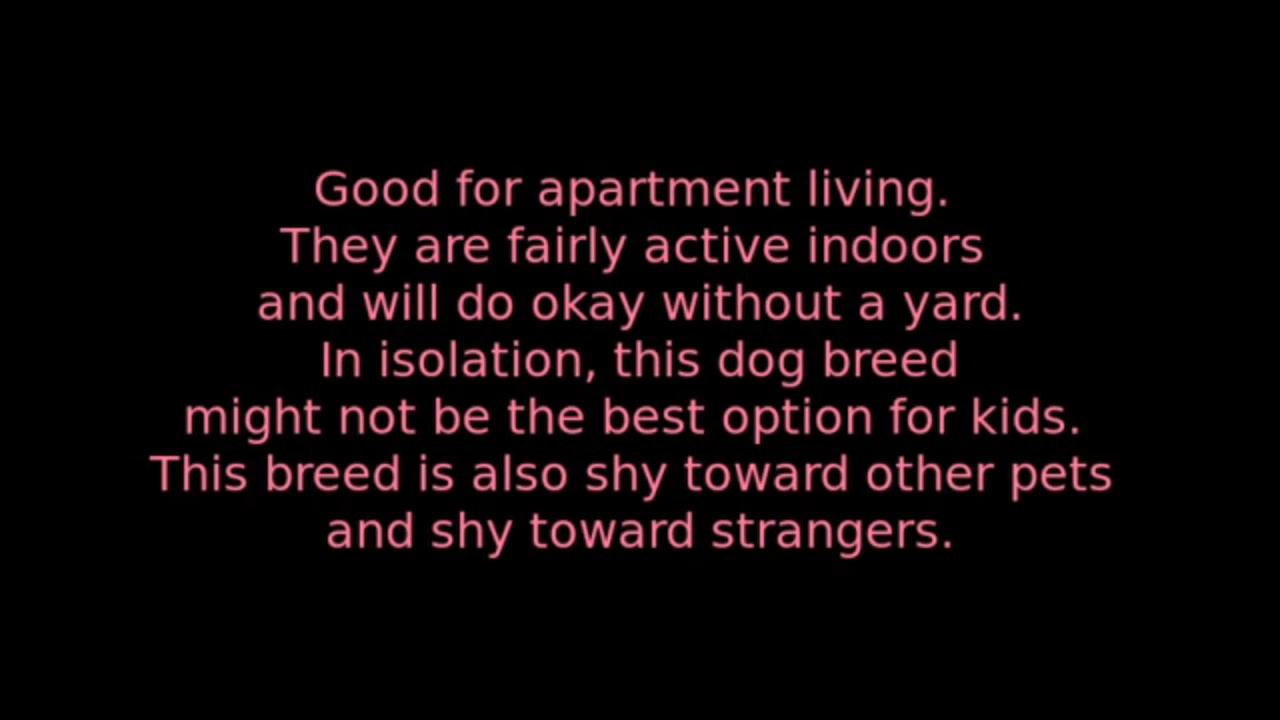 Good for apartment living.
They are fairly active indoors
and will do okay without a yard.
In isolation, this dog breed
might not be the best option for kids.
This breed is also shy toward other pets
and shy toward strangers.